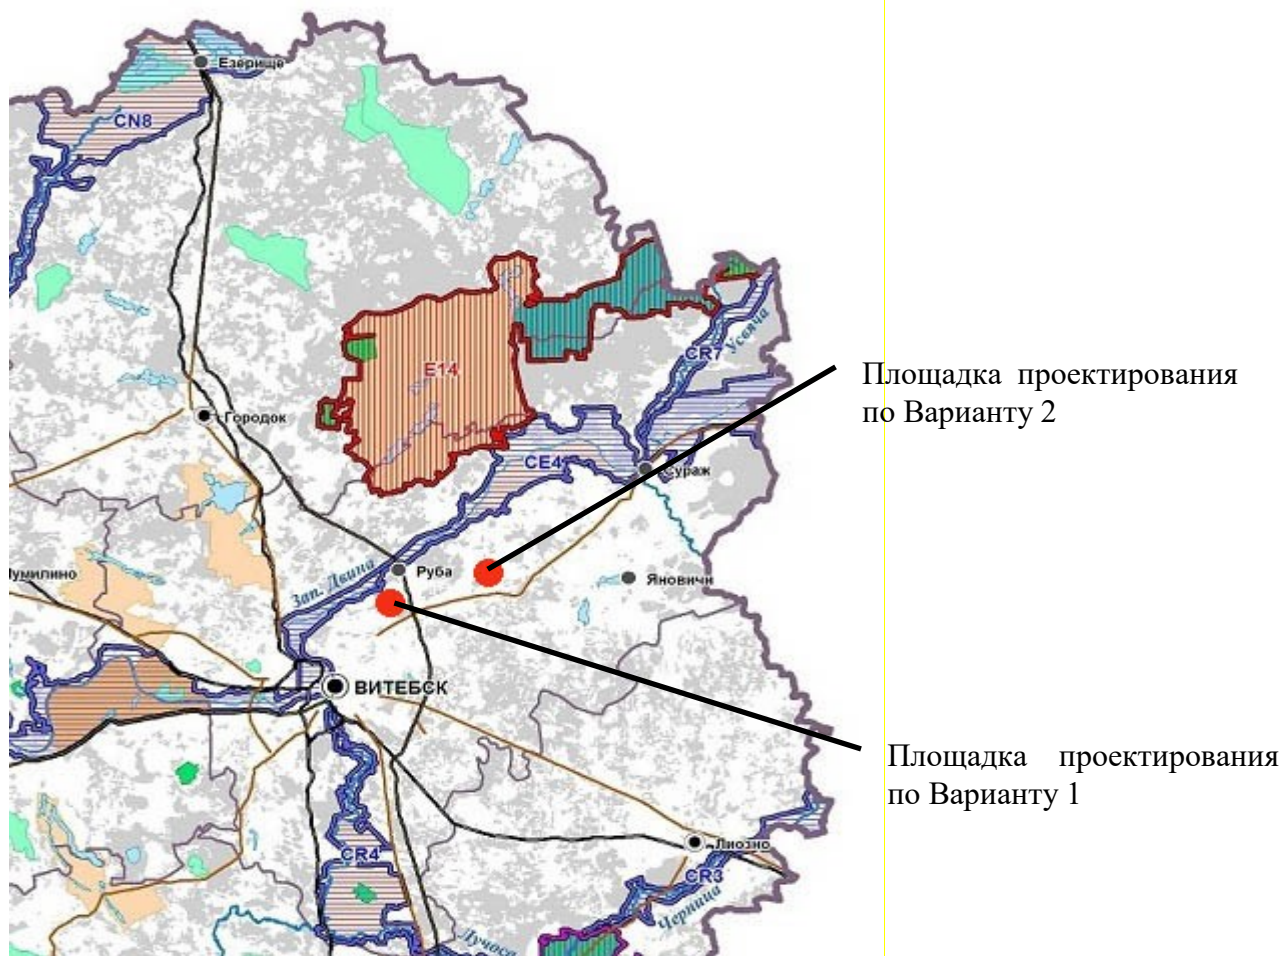 Езерище
CN8
Усвяча
CR7
E14
Площадка проектирования
по Варианту 2
Городок
CE4
Сураж
Зап. Двина
Руба
умилино
Яновичи
ВИТЕБСК
Площадка проектирования
по Варианту 1
Лиозно
CR4
CR3
Черница
Лучоса